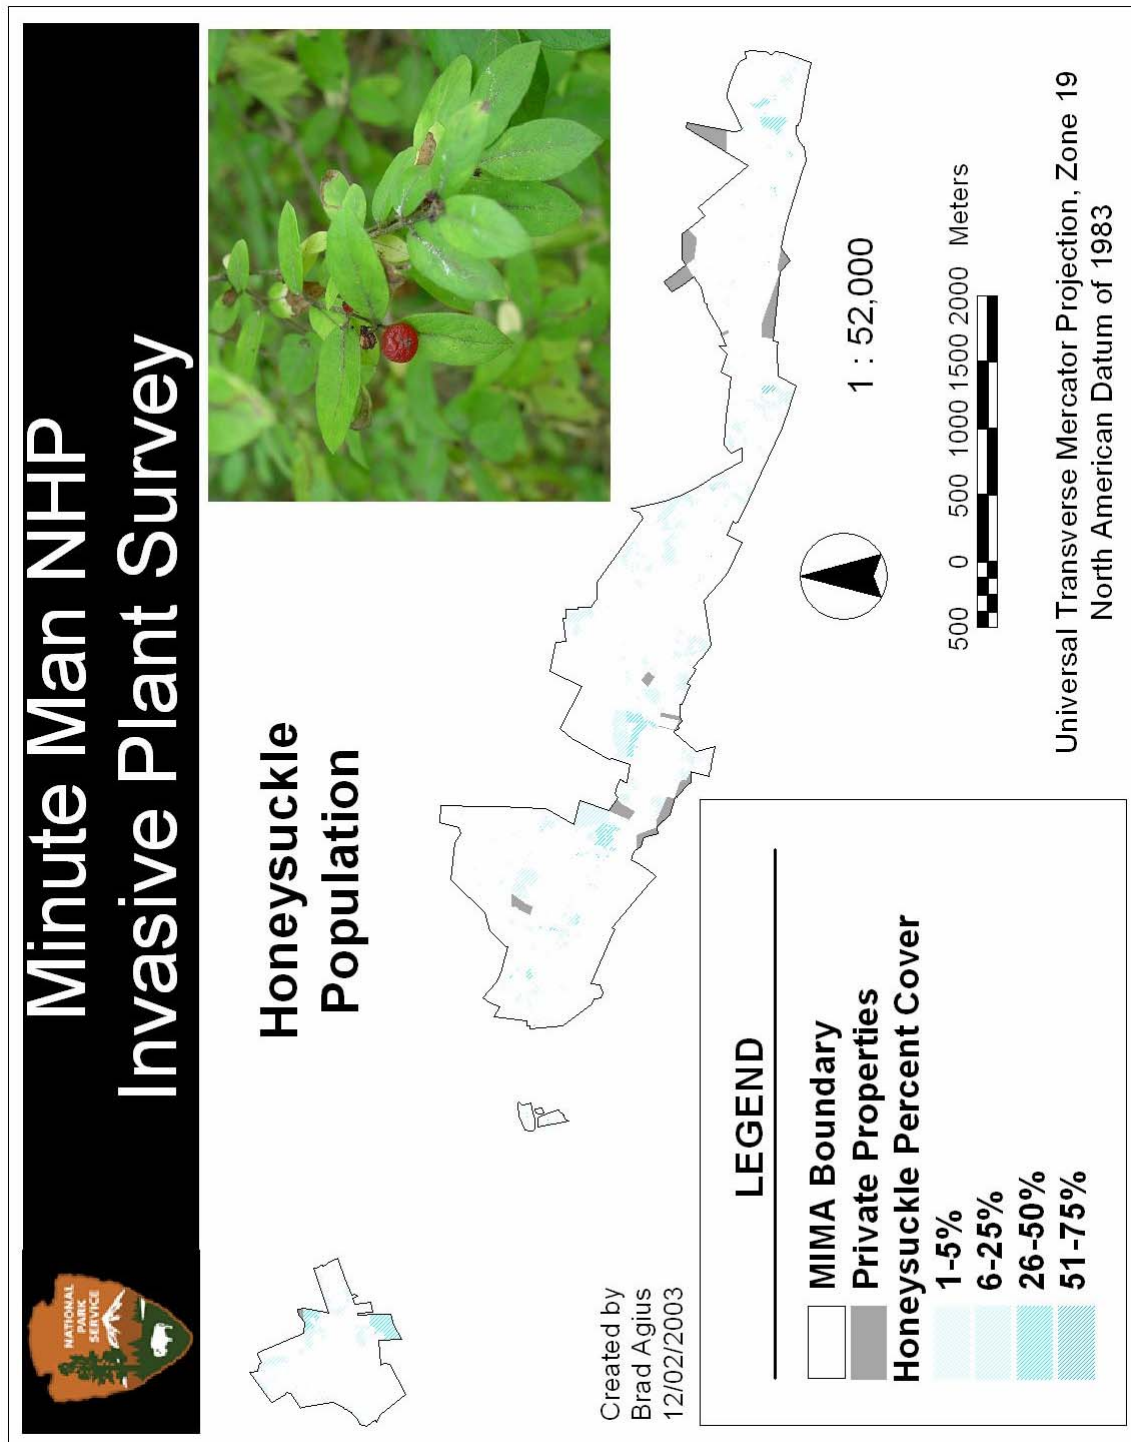 Minute Man NHP
Invasive Plant Survey
NATIONAL
PARK
SERVICE
Honeysuckle
Population
Created by
Brad Agius
12/02/2003
LEGEND
MIMA Boundary
Private Properties
Honeysuckle Percent Cover
1-5%
6-25%
26-50%
51-75%
1 : 52,000
500 0 500 1000 1500 2000 Meters
Universal Transverse Mercator Projection, Zone 19
North American Datum of 1983